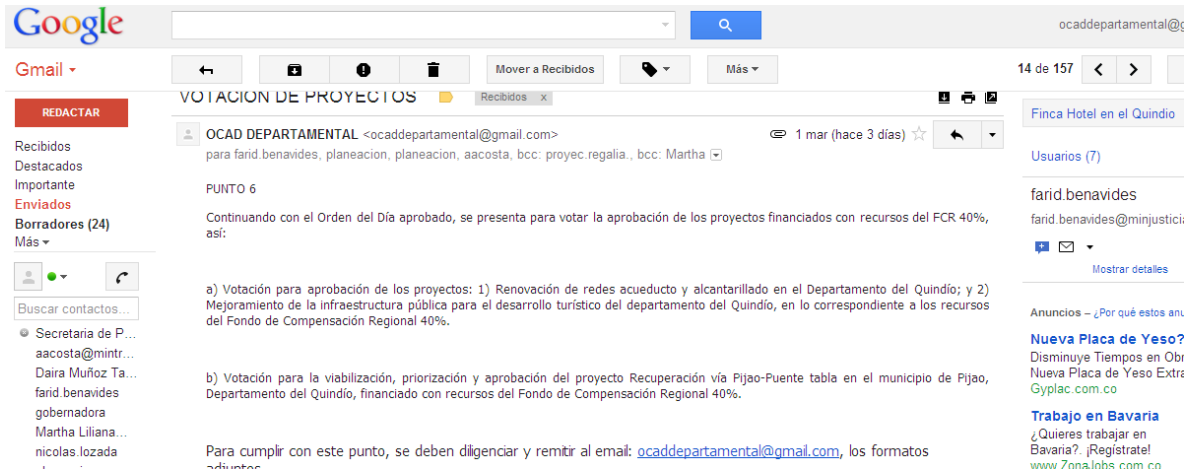 Google
ocaddepartamental@g
Gmail
Mover a Recibidos
Más
14 de 157
REDACTAR
VOTACIÓN DE PROYECTOS
Recibidos x
Finca Hotel en el Quindio
Recibidos
Destacados
Importante
Enviados
Borradores (24)
Más
OCAD DEPARTAMENTAL <ocaddepartamental@gmail.com>
1 mar (hace 3 días)
para farid.benavides, planeacion, planeacion, aacosta, bcc: proyec.regalia., bcc: Martha
Usuarios (7)
PUNTO 6
farid.benavides
farid.benavides@minjusticia
Mostrar detalles
Continuando con el Orden del Día aprobado, se presenta para votar la aprobación de los proyectos financiados con recursos del FCR 40%,
así:
a) Votación para aprobación de los proyectos: 1) Renovación de redes acueducto y alcantarillado en el Departamento del Quindío; y 2)
Mejoramiento de la infraestructura pública para el desarrollo turístico del departamento del Quindío, en lo correspondiente a los recursos
del Fondo de Compensación Regional 40%.
b) Votación para la viabilización, priorización y aprobación del proyecto Recuperación vía Pijao-Puente tabla en el municipio de Pijao,
Departamento del Quindío, financiado con recursos del Fondo de Compensación Regional 40%.
Para cumplir con este punto, se deben diligenciar y remitir al email: ocaddepartamental@gmail.com, los formatos
adjuntos
Buscar contactos...
Secretaria de P...
aacosta@mintr...
Daira Muñoz Ta...
farid.benavides
gobernadora
Martha Liliana...
nicolas.lozada
Anuncios – ¿Por qué estos anu
Nueva Placa de Yeso?
Disminuye Tiempos en Obr
Nueva Placa de Yeso Extra
Gyplac.com.co
Trabajo en Bavaria
¿Quieres trabajar en
Bavaria?. ¡Regístrate!
www.ZonaJobs.com.co